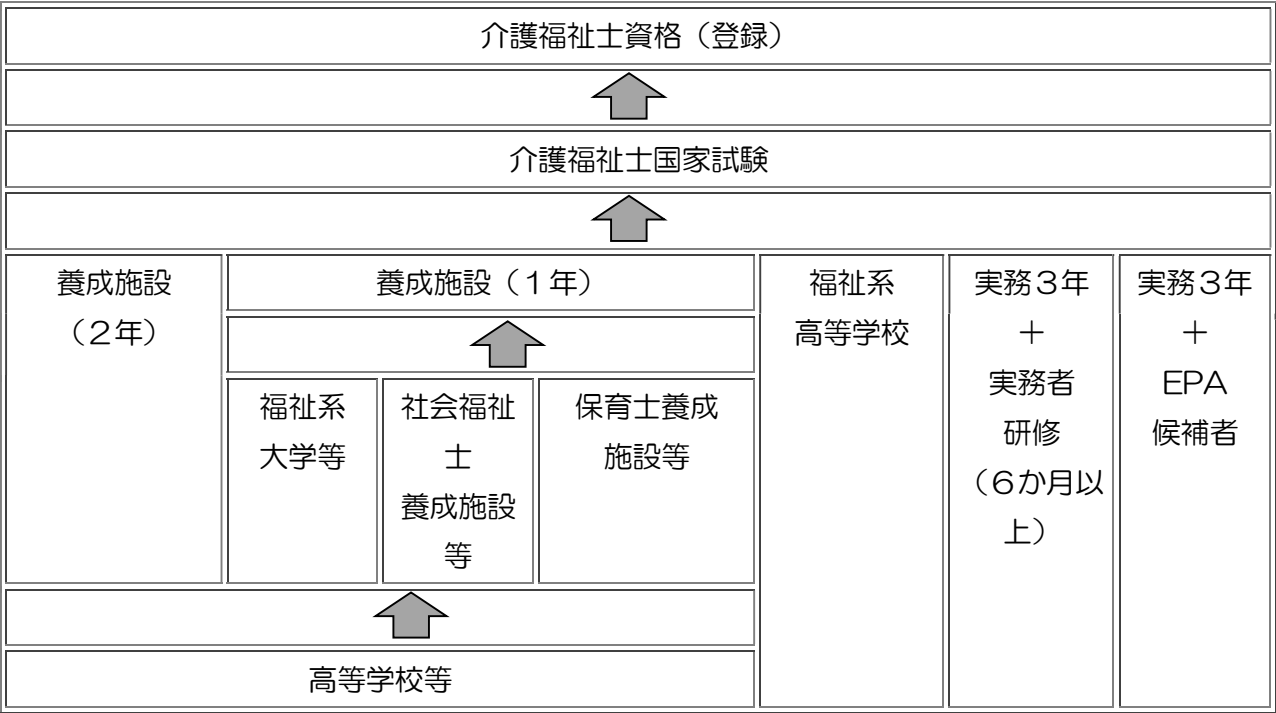 介護福祉士資格（登録）
介護福祉士国家試験
養成施設
（２年）
養成施設（１年）
福祉系
大学等
社会福祉
士
養成施設
等
保育士養成
施設等
福祉系
高等学校
実務３年
＋
実務者
研修
（６か月以
上）
実務３年
＋
EPA
候補者
高等学校等